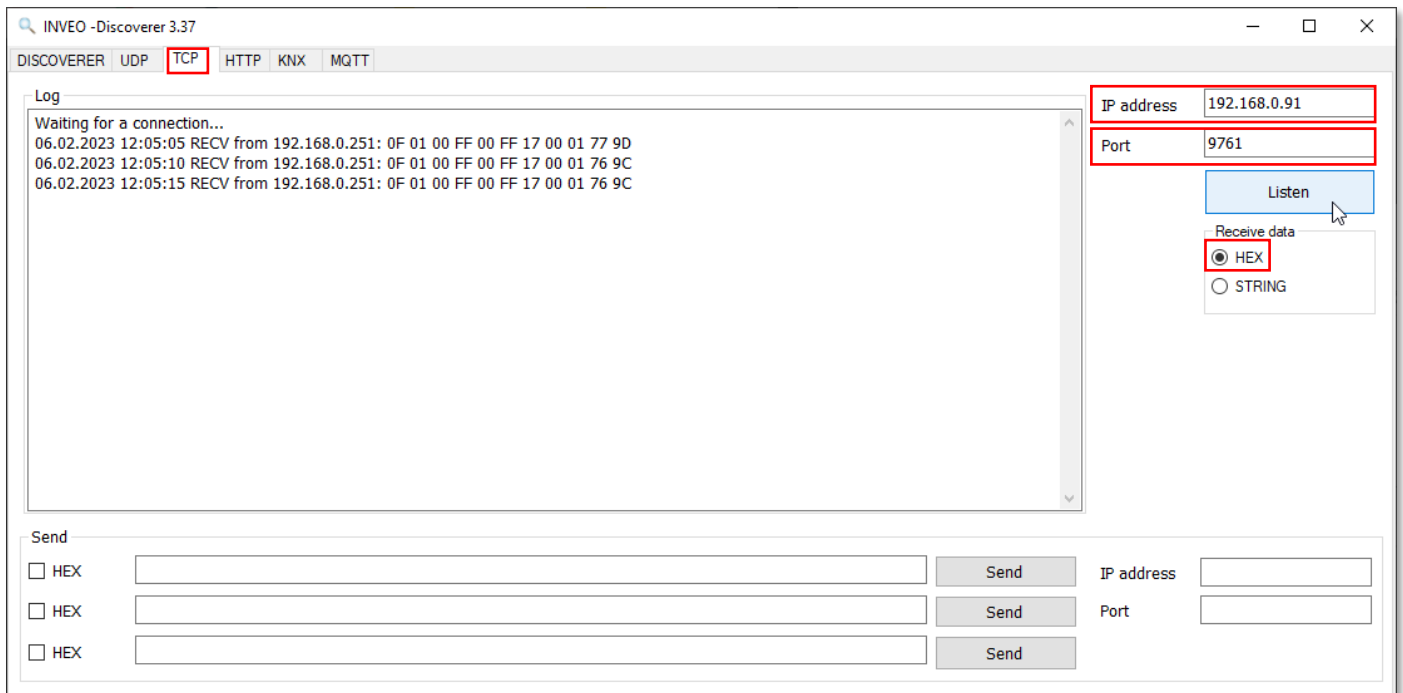 INVEO -Discoverer 3.37
DISCOVERER UDP TCP HTTP KNX MQTT
Log
Waiting for a connection...
06.02.2023 12:05:05 RECV from 192.168.0.251: 0F 01 00 FF 00 FF 17 00 01 77 9D
06.02.2023 12:05:10 RECV from 192.168.0.251: 0F 01 00 FF 00 FF 17 00 01 76 9C
06.02.2023 12:05:15 RECV from 192.168.0.251: 0F 01 00 FF 00 FF 17 00 01 76 9C
IP address 192.168.0.91
Port 9761
Listen
Receive data
HEX
STRING
Send
HEX Send IP address
HEX Send Port
HEX Send